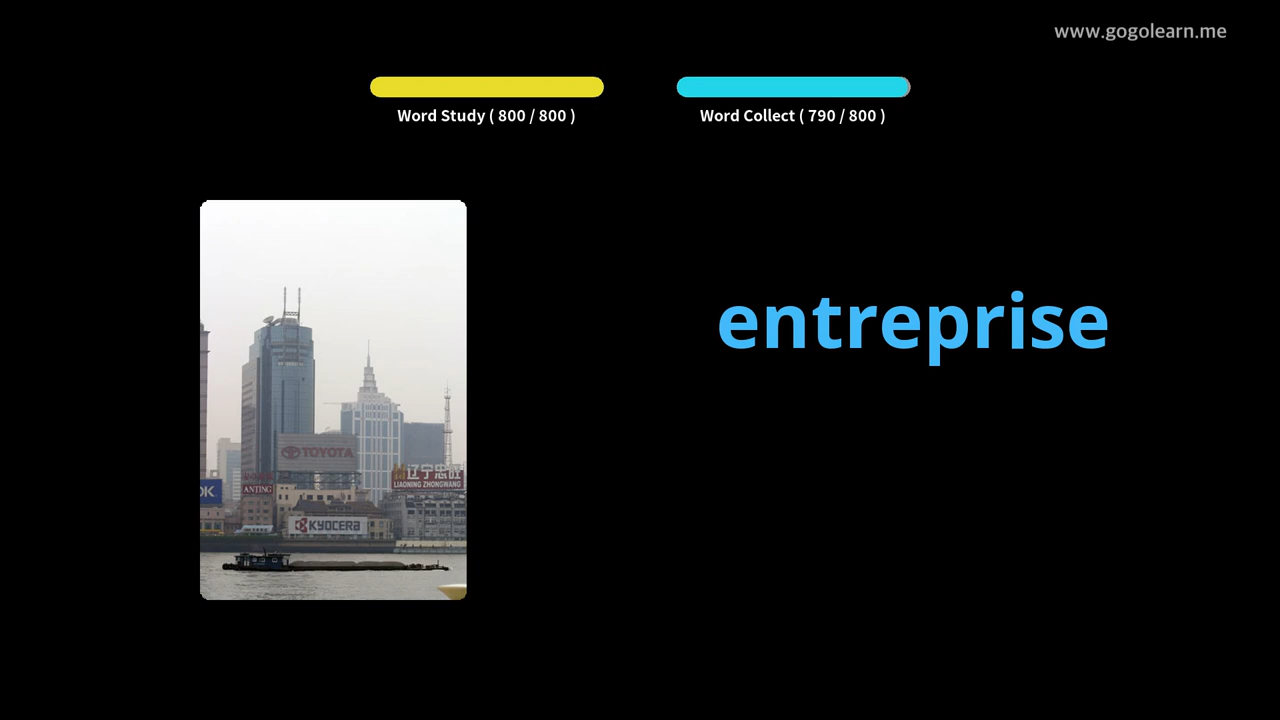 www.gogolearn.me
Word Study ( 800 / 800 )
Word Collect ( 790 / 800 )
entreprise
TOYOTA
辽宁忠旺
LIAONING ZHONGWANG
OK
ANTING
KYOCERA